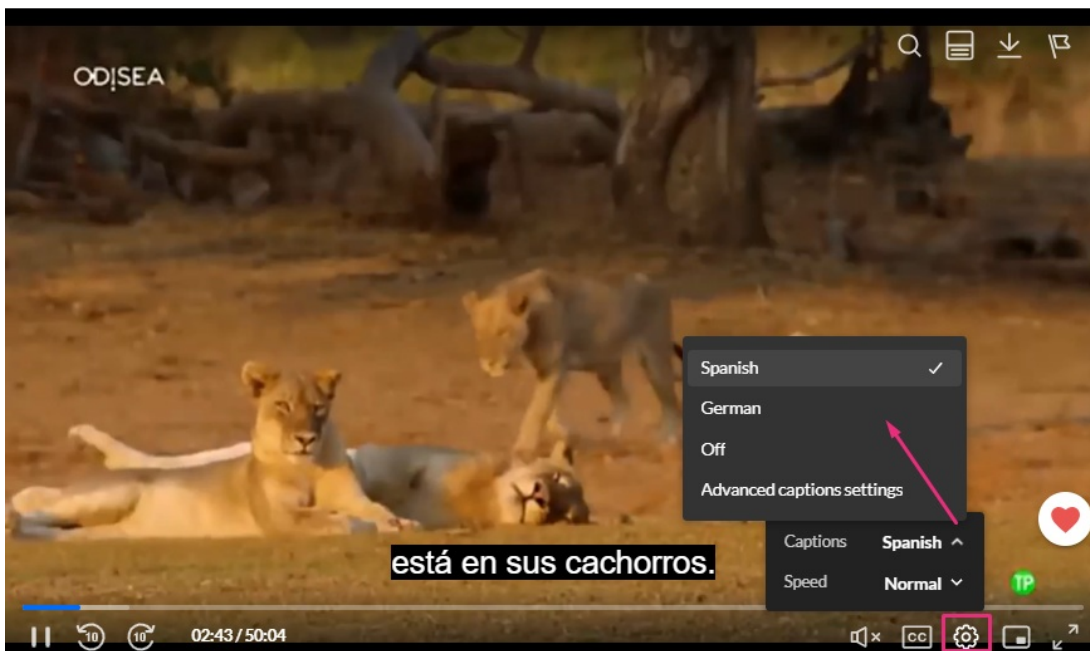 ODISEA
Spanish
German
Off
Advanced captions settings
Captions Spanish
Speed Normal
está en sus cachorros.
TP
10 10 02:43 / 50:04 CC